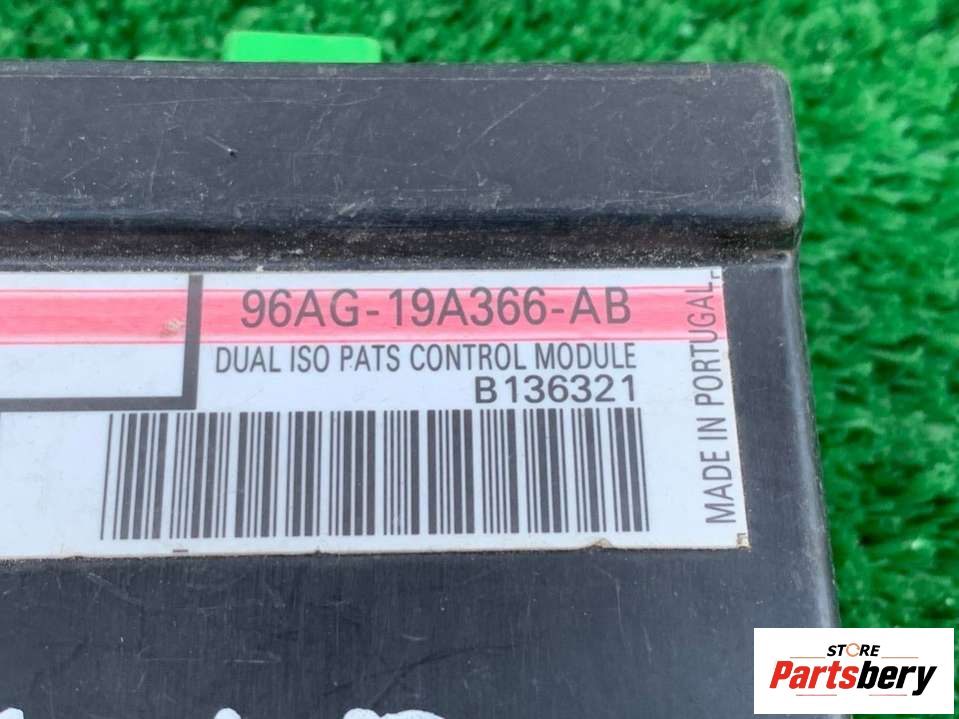 96AG-19A366-AB
DUAL ISO PATS CONTROL MODULE
B136321
MADE IN PORTUGAL
STORE
Partsbery